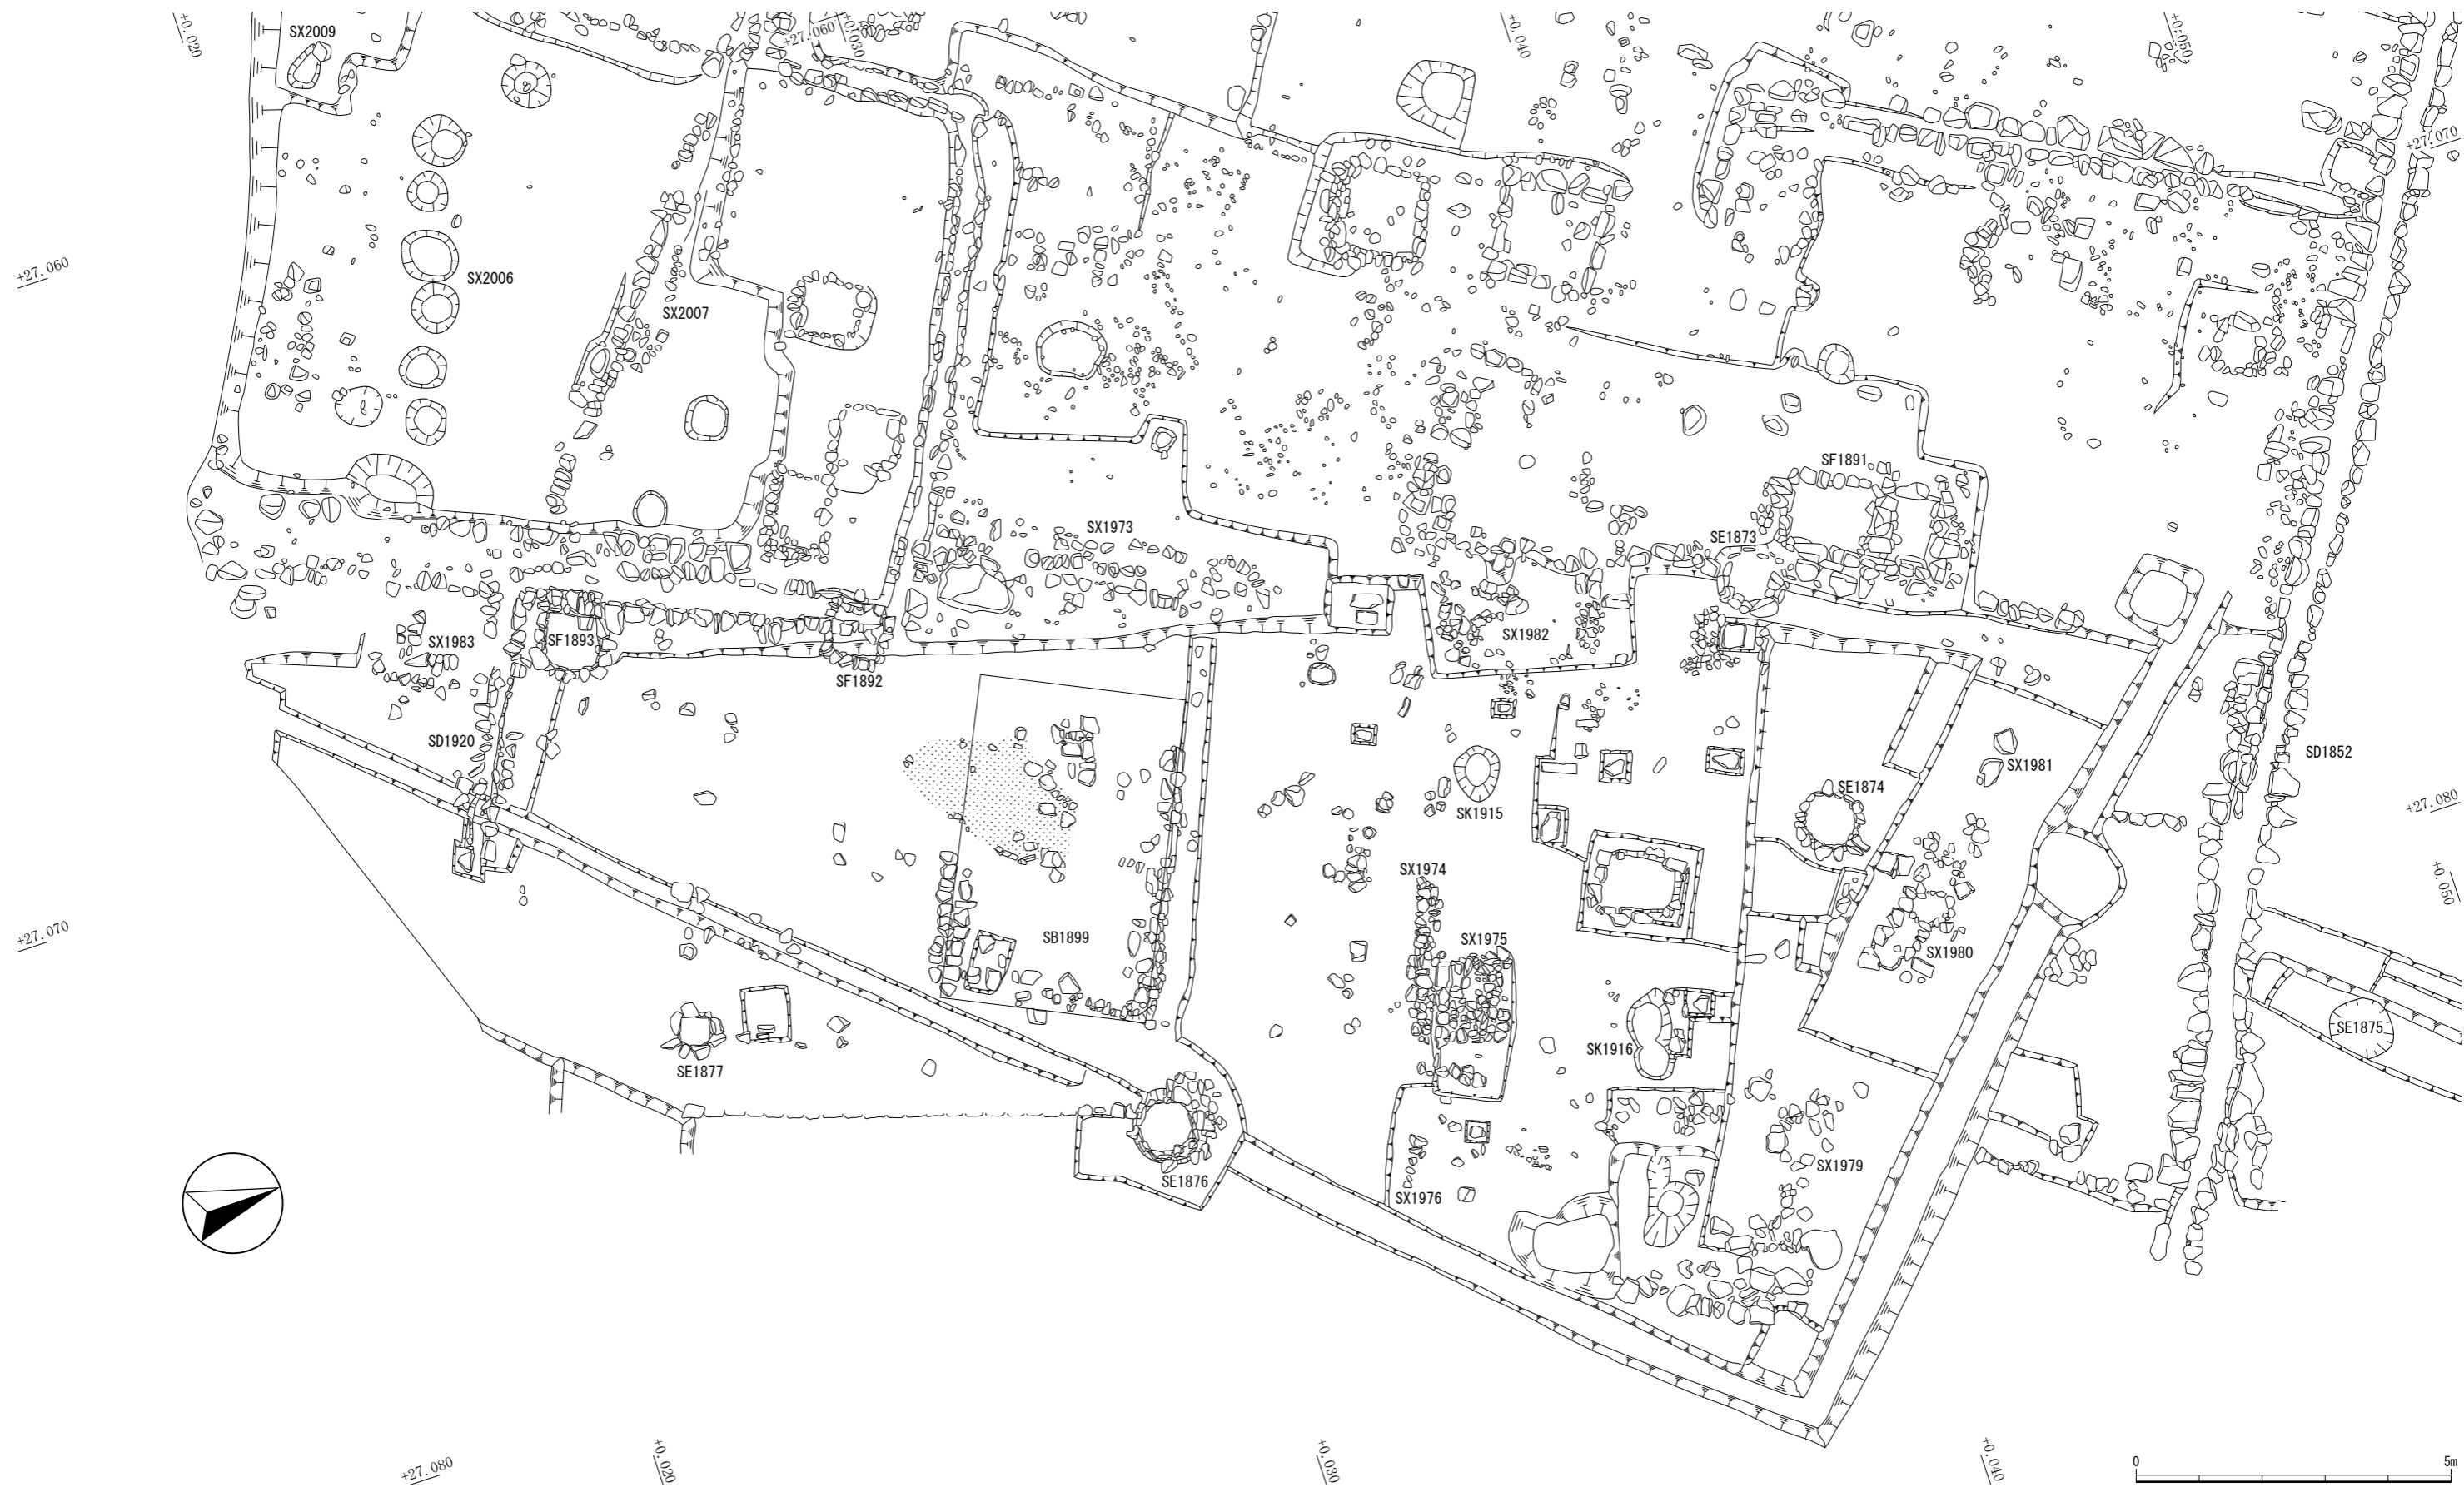 +0.020
SX2009
+27.060
+0.030
+0.040
+0.050
+27.070
+27.060
SX2006
SX2007
SF1891
SX1973
SE1873
SX1983
SF1893
SX1982
SF1892
SD1920
SX1981
SD1852
SE1874
SK1915
+27.080
SX1974
+0.050
+27.070
SB1899
SX1975
SX1980
SE1875
SK1916
SE1877
SX1979
SE1876
SX1976
+27.080
+0.020
+0.030
+0.040
0 5m